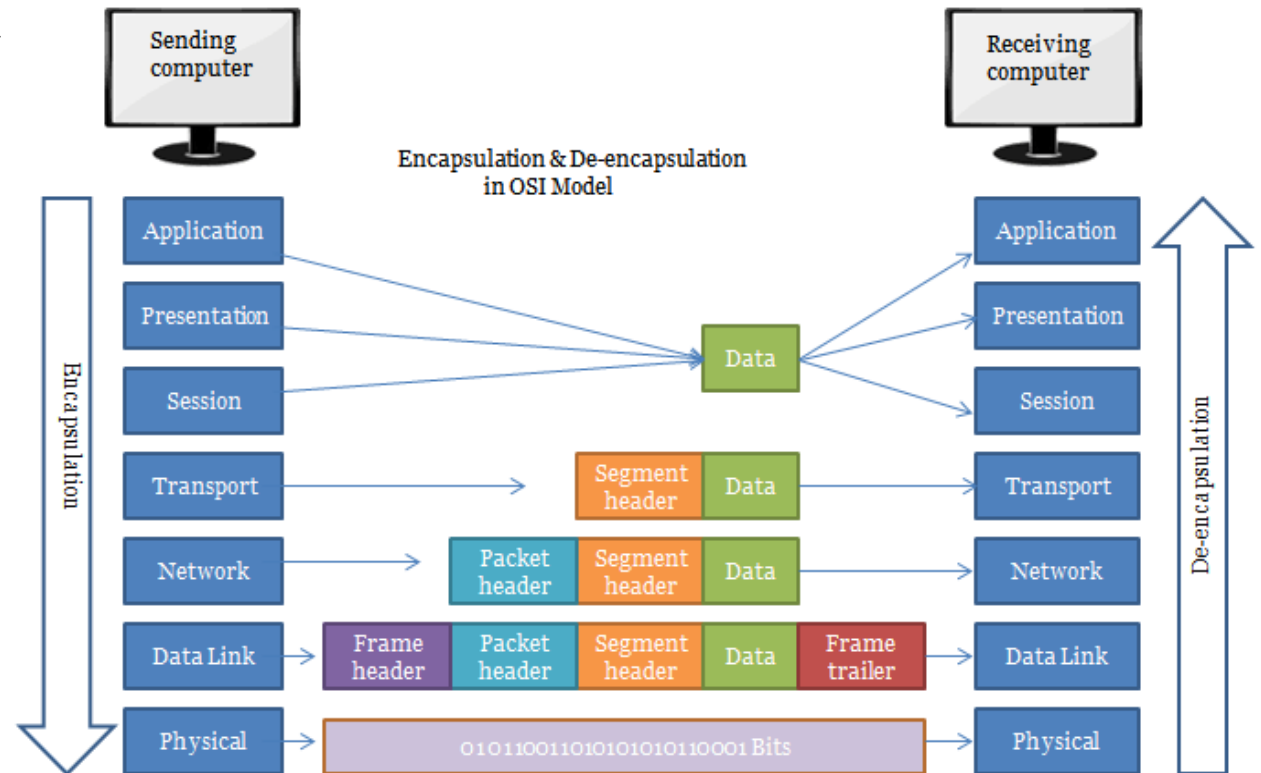 Sending
computer
Receiving
computer
Encapsulation & De-encapsulation
in OSI Model
Encapsulation
De-encapsulation
Application
Application
Presentation
Presentation
Data
Session
Session
Transport
Segment
header
Data
Transport
Network
Packet
header
Segment
header
Data
Network
Data Link
Frame
header
Packet
header
Segment
header
Data
Frame
trailer
Data Link
Physical
010110011010101010110001 Bits
Physical